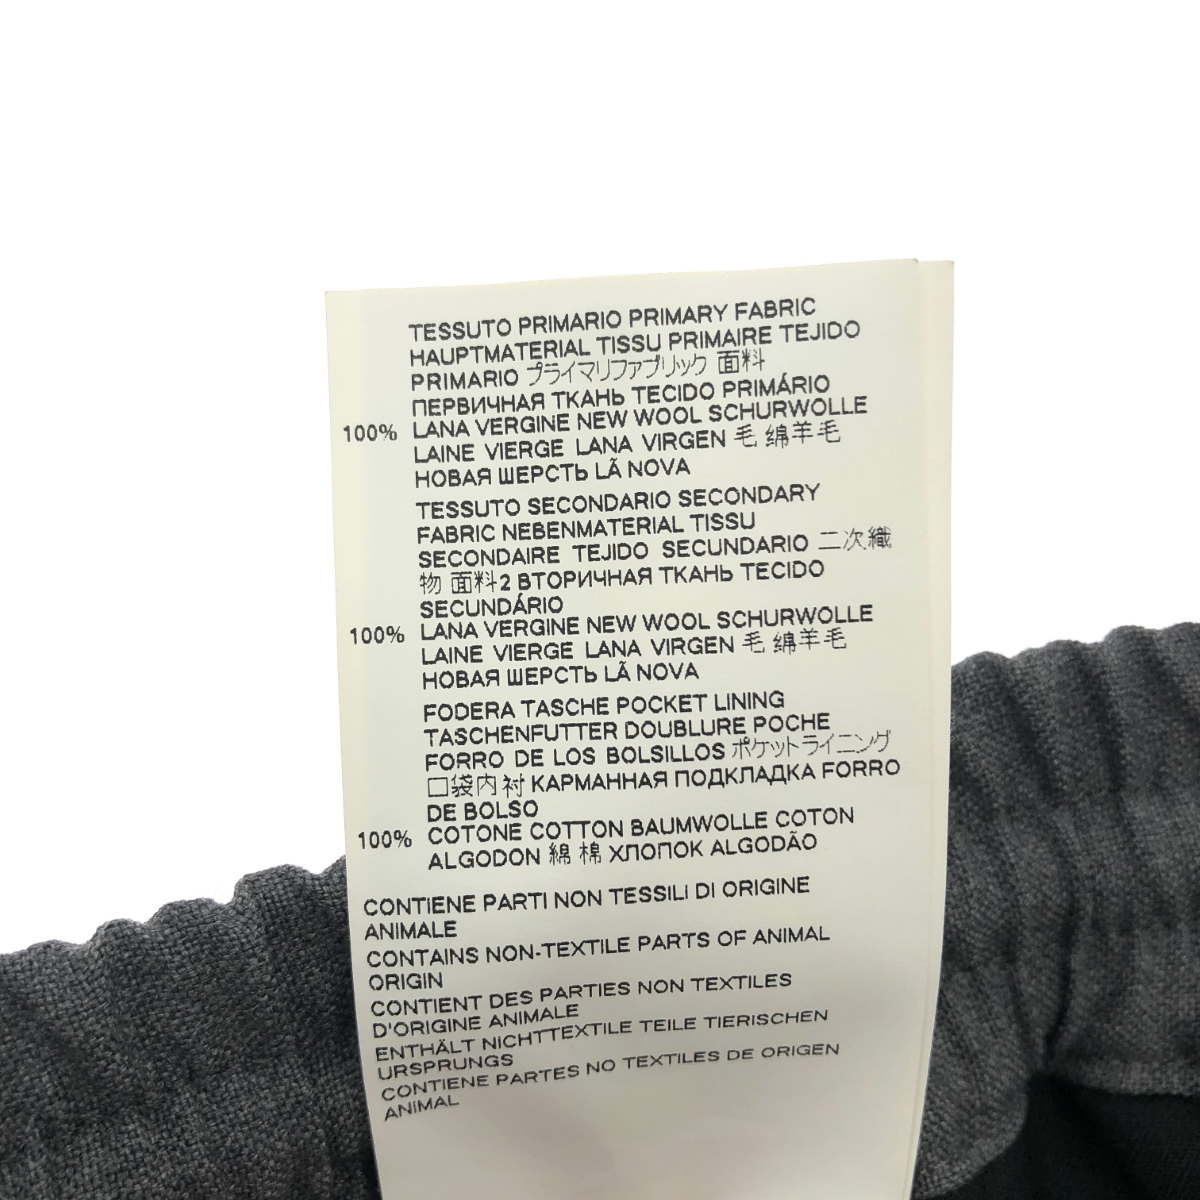 TESSUTO PRIMARIO PRIMARY FABRIC
HAUPTMATERIAL TISSU PRIMAIRE TEJIDO
PRIMARIO プライマリファブリック 面料
ПЕРВИЧНАЯ ТКАНЬ TECIDO PRIMÁRIO
100% LANA VERGINE NEW WOOL SCHURWOLLE
LAINE VIERGE LANA VIRGEN 毛 绵羊毛
НОВАЯ ШЕРСТЬ LÃ NOVA
TESSUTO SECONDARIO SECONDARY
FABRIC NEBENMATERIAL TISSU
SECONDAIRE TEJIDO SECUNDARIO 二次織
物 面料2 ВТОРИЧНАЯ ТКАНЬ TECIDO
SECUNDÁRIO
100% LANA VERGINE NEW WOOL SCHURWOLLE
LAINE VIERGE LANA VIRGEN 毛 绵羊毛
НОВАЯ ШЕРСТЬ LÃ NOVA
FODERA TASCHE POCKET LINING
TASCHENFUTTER DOUBLURE POCHE
FORRO DE LOS BOLSILLOS ポケットライニング
口袋内衬 КАРМАННАЯ ПОДКЛАДКА FORRO
DE BOLSO
100% COTONE COTTON BAUMWOLLE COTON
ALGODON 綿 棉 ХЛОПОК ALGODÃO
CONTIENE PARTI NON TESSILI DI ORIGINE
ANIMALE
CONTAINS NON-TEXTILE PARTS OF ANIMAL
ORIGIN
CONTIENT DES PARTIES NON TEXTILES
D'ORIGINE ANIMALE
ENTHÄLT NICHTTEXTILE TEILE TIERISCHEN
URSPRUNGS
CONTIENE PARTES NO TEXTILES DE ORIGEN
ANIMAL